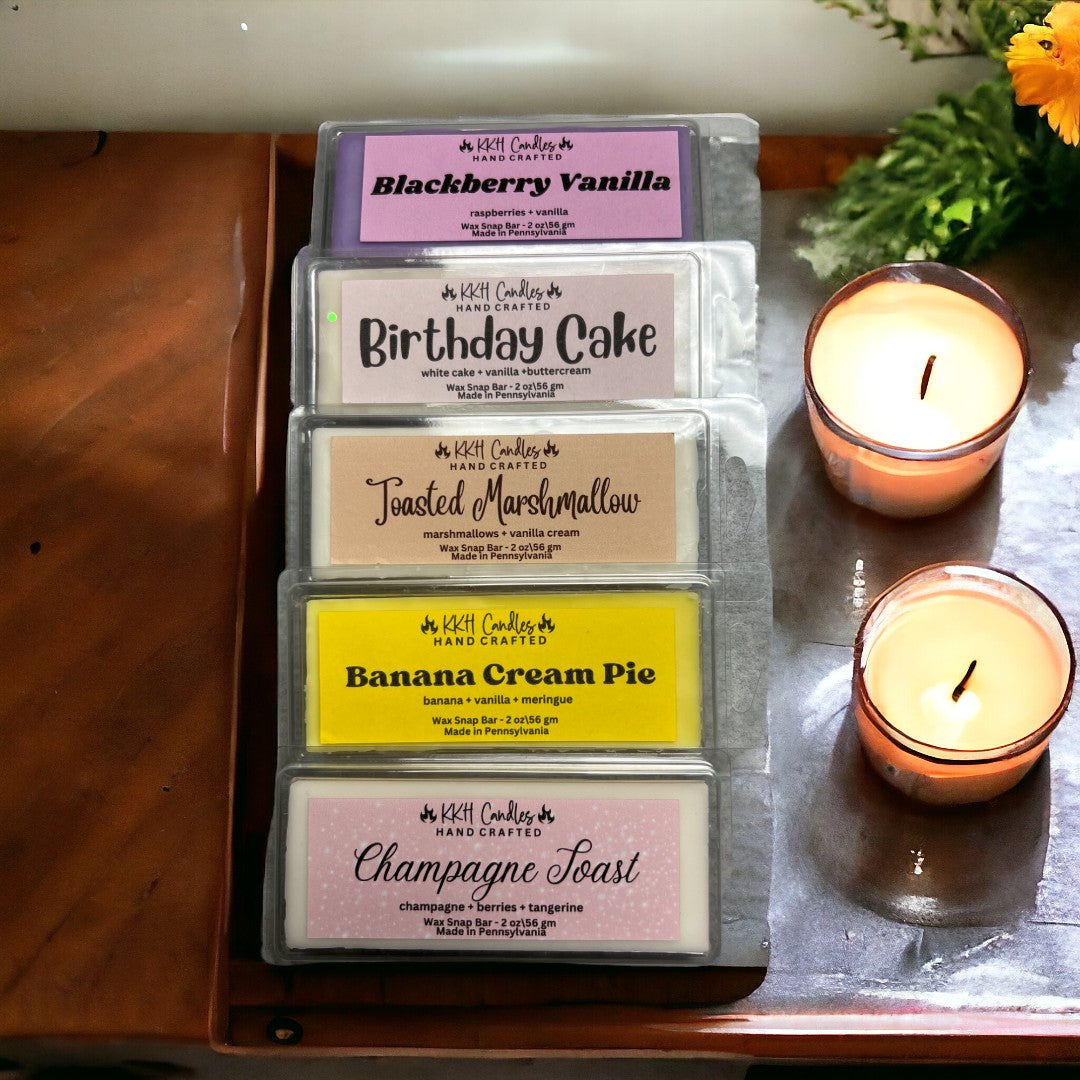 KKH Candles
HAND CRAFTED
Blackberry Vanilla
raspberries + vanilla
Wax Snap Bar - 2 oz\56 gm
Made in Pennsylvania
KKH Candles
HAND CRAFTED
Birthday Cake
white cake + vanilla +buttercream
Wax Snap Bar - 2 oz\56 gm
Made in Pennsylvania
KKH Candles
HAND CRAFTED
Toasted Marshmallow
marshmallows + vanilla cream
Wax Snap Bar - 2 oz\56 gm
Made in Pennsylvania
KKH Candles
HAND CRAFTED
Banana Cream Pie
banana + vanilla + meringue
Wax Snap Bar - 2 oz\56 gm
Made in Pennsylvania
KKH Candles
HAND CRAFTED
Champagne Toast
champagne + berries + tangerine
Wax Snap Bar - 2 oz\56 gm
Made in Pennsylvania